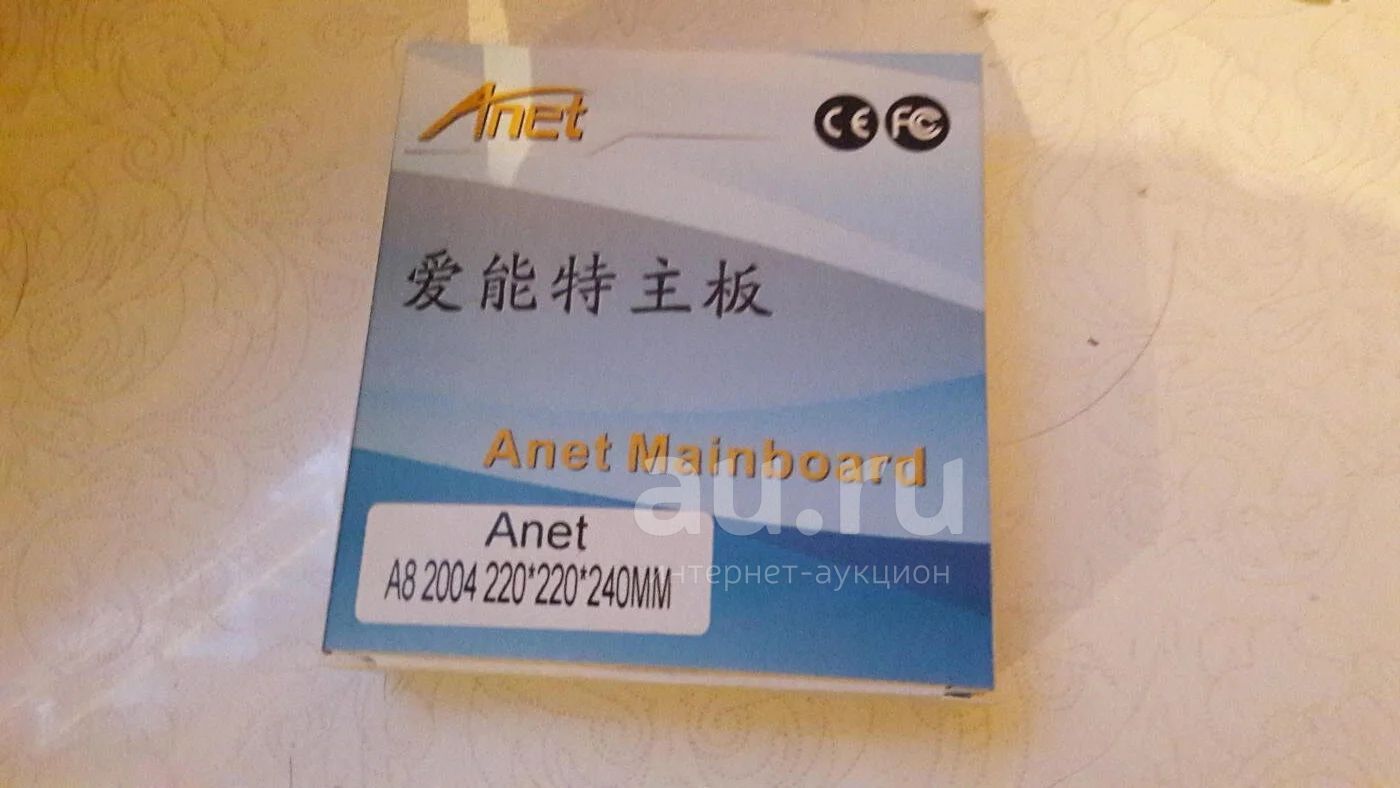 Anet
CE FC
爱能特主板
Anet Mainboard
au.ru
интернет-аукцион
Anet
A8 2004 220*220*240MM